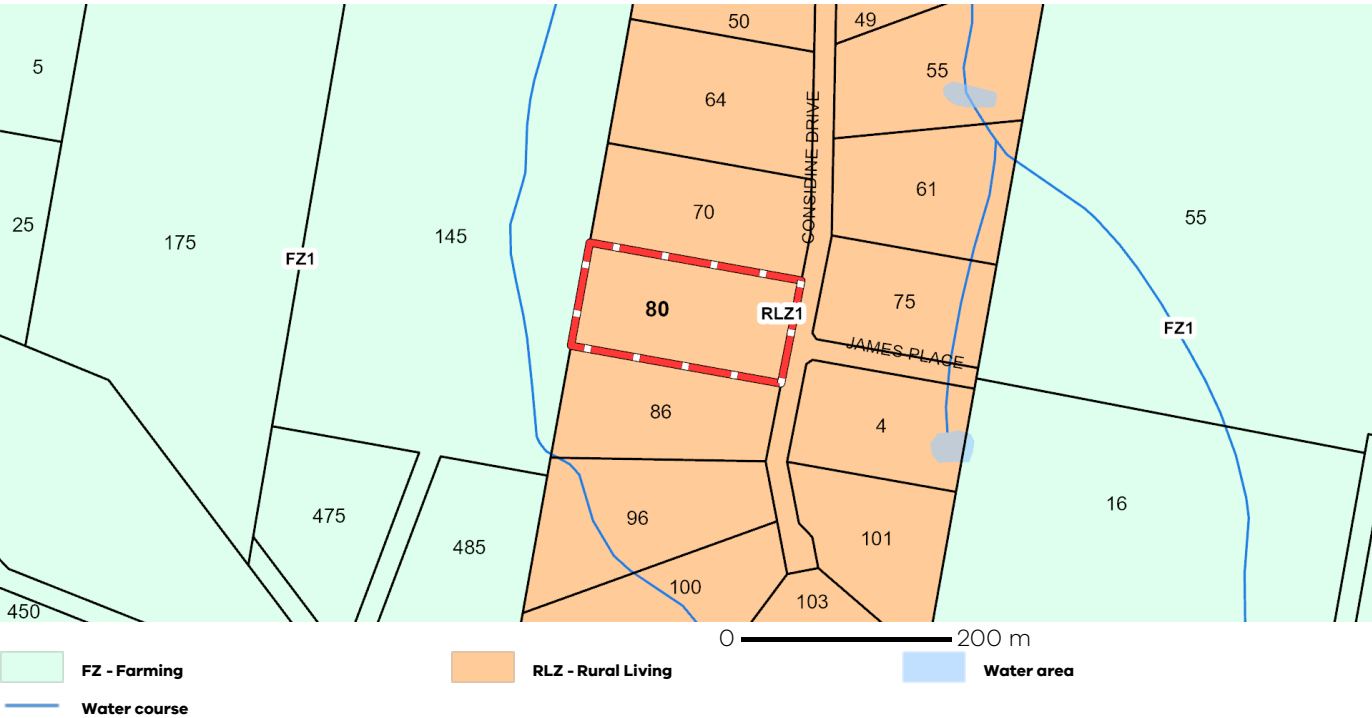 50
49
5
55
64
CONSIDINE DRIVE
61
70
55
25
175
145
FZ1
75
80
RLZ1
FZ1
JAMES PLACE
86
4
16
475
96
101
485
100
103
450
0 200 m
FZ - Farming
RLZ - Rural Living
Water area
Water course